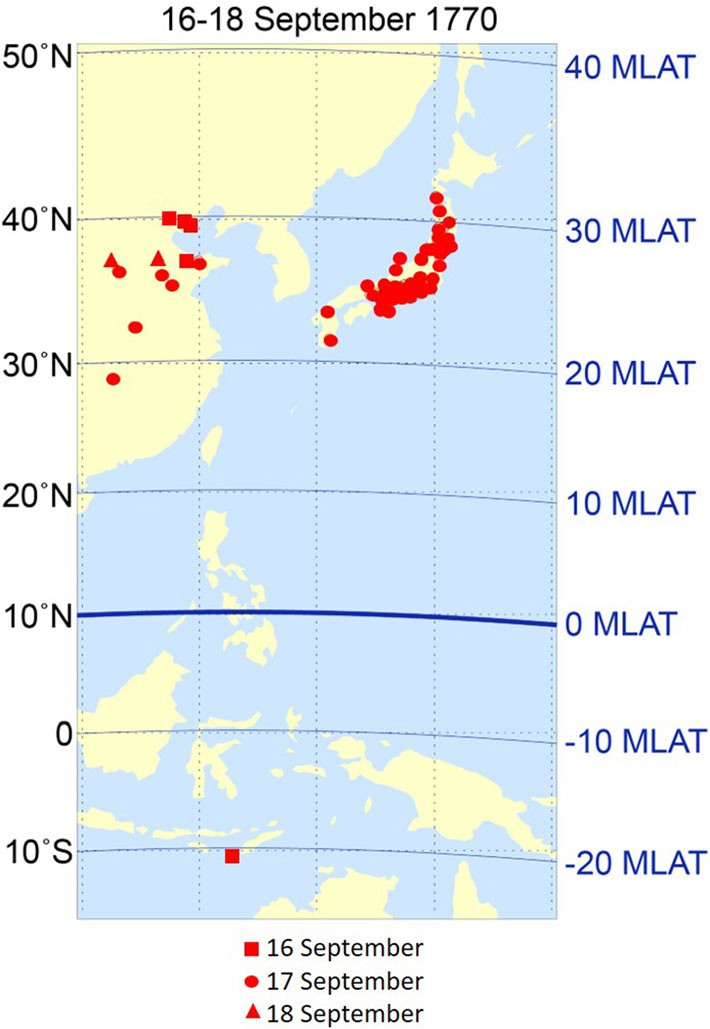 16-18 September 1770
50°N
40 MLAT
40°N
30 MLAT
30°N
20 MLAT
20°N
10 MLAT
10°N
0 MLAT
0
-10 MLAT
10°S
-20 MLAT
16 September
17 September
18 September